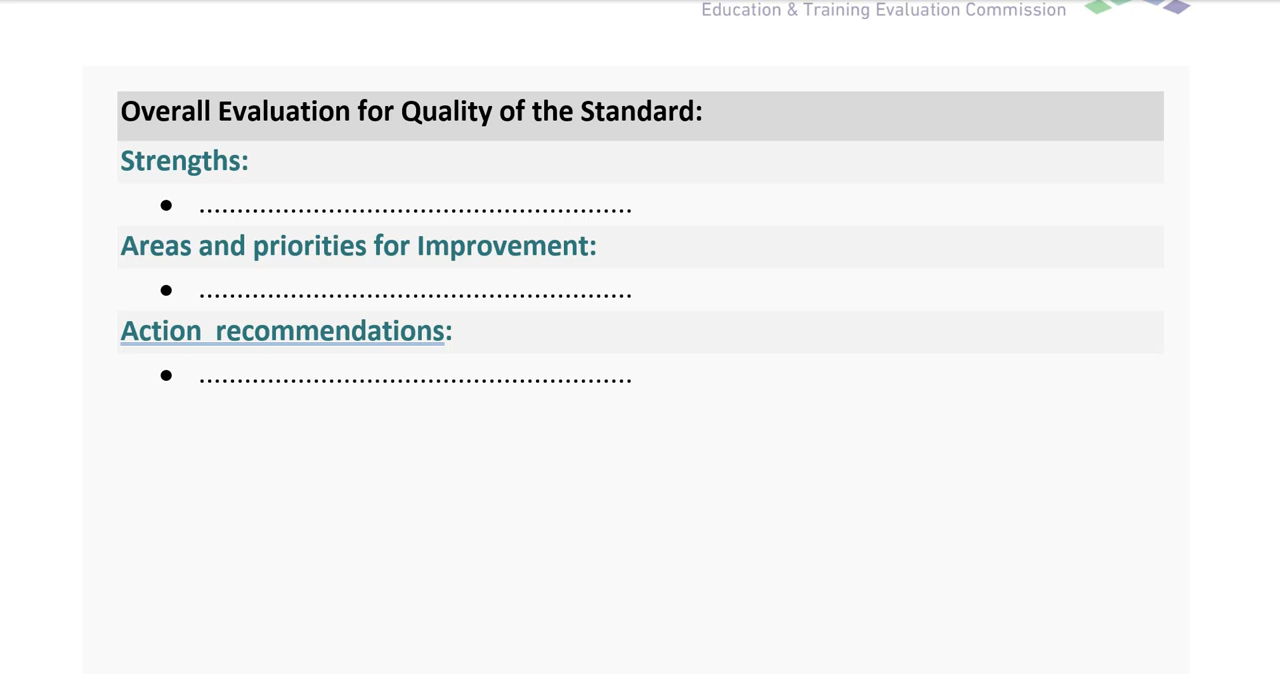 Education & Training Evaluation Commission
Overall Evaluation for Quality of the Standard:
Strengths:
• ..........................................................
Areas and priorities for Improvement:
• ..........................................................
Action  recommendations:
• ..........................................................